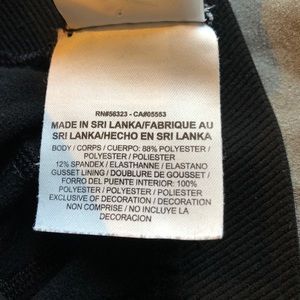 RN#56323 - CA#05553
MADE IN SRI LANKA/FABRIQUE AU
SRI LANKA/HECHO EN SRI LANKA
BODY / CORPS / CUERPO: 88% POLYESTER /
POLYESTER / POLIESTER
12% SPANDEX / ELASTHANNE / ELASTANO
GUSSET LINING / DOUBLURE DE GOUSSET /
FORRO DEL PUENTE INTERIOR: 100%
POLYESTER / POLYESTER / POLIESTER
EXCLUSIVE OF DECORATION / DECORATION
NON COMPRISE / NO INCLUYE LA
DECORACION